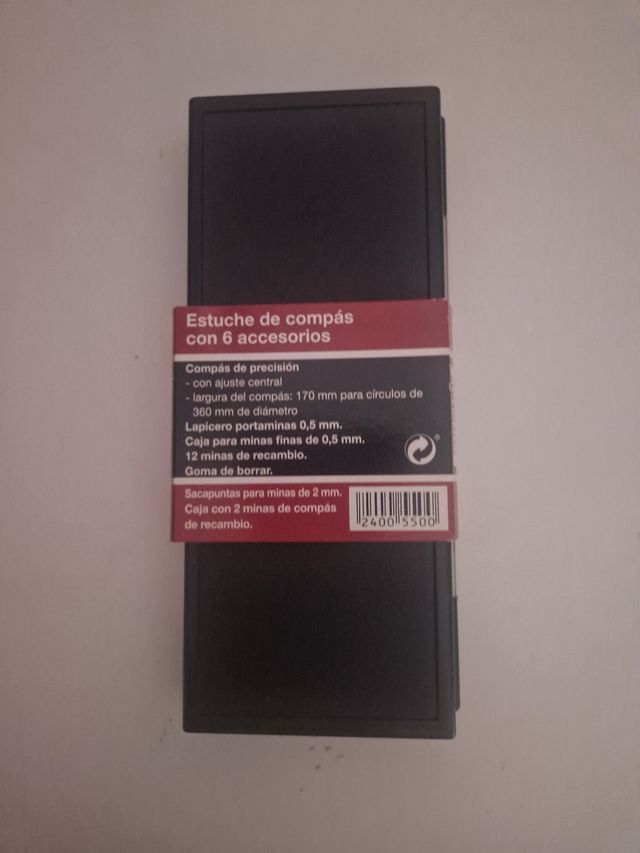 Estuche de compás
con 6 accesorios
Compás de precisión
- con ajuste central
- largura del compás: 170 mm para círculos de
360 mm de diámetro
Lapicero portaminas 0,5 mm.
Caja para minas finas de 0,5 mm.
12 minas de recambio.
Goma de borrar.
®
Sacapuntas para minas de 2 mm.
Caja con 2 minas de compás
de recambio.
2400 5500